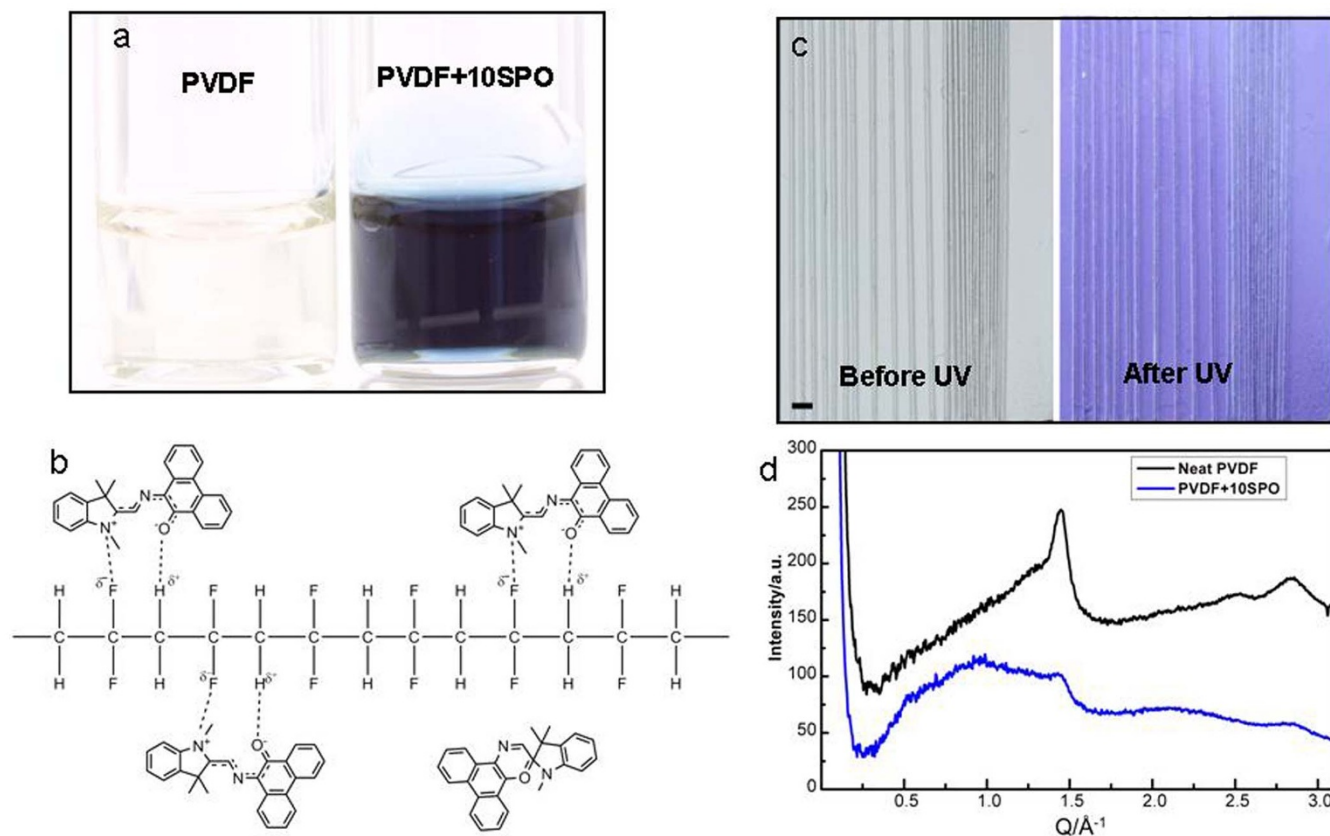 a
PVDF
PVDF+10SPO
b
N
O
-
N⁺
δ⁻
δ⁺
N
O
-
N⁺
δ⁻
δ⁺
H F H F H F H F H F H F H
C C C C C C C C C C C C C
H F H F H F H F H F H F H
δ⁻
δ⁺
N⁺
O⁻
N
N
O
N
c
Before UV
After UV
d
300
250
200
150
100
50
0
Intensity/a.u.
Neat PVDF
PVDF+10SPO
0.5 1.0 1.5 2.0 2.5 3.0
Q/Å⁻¹